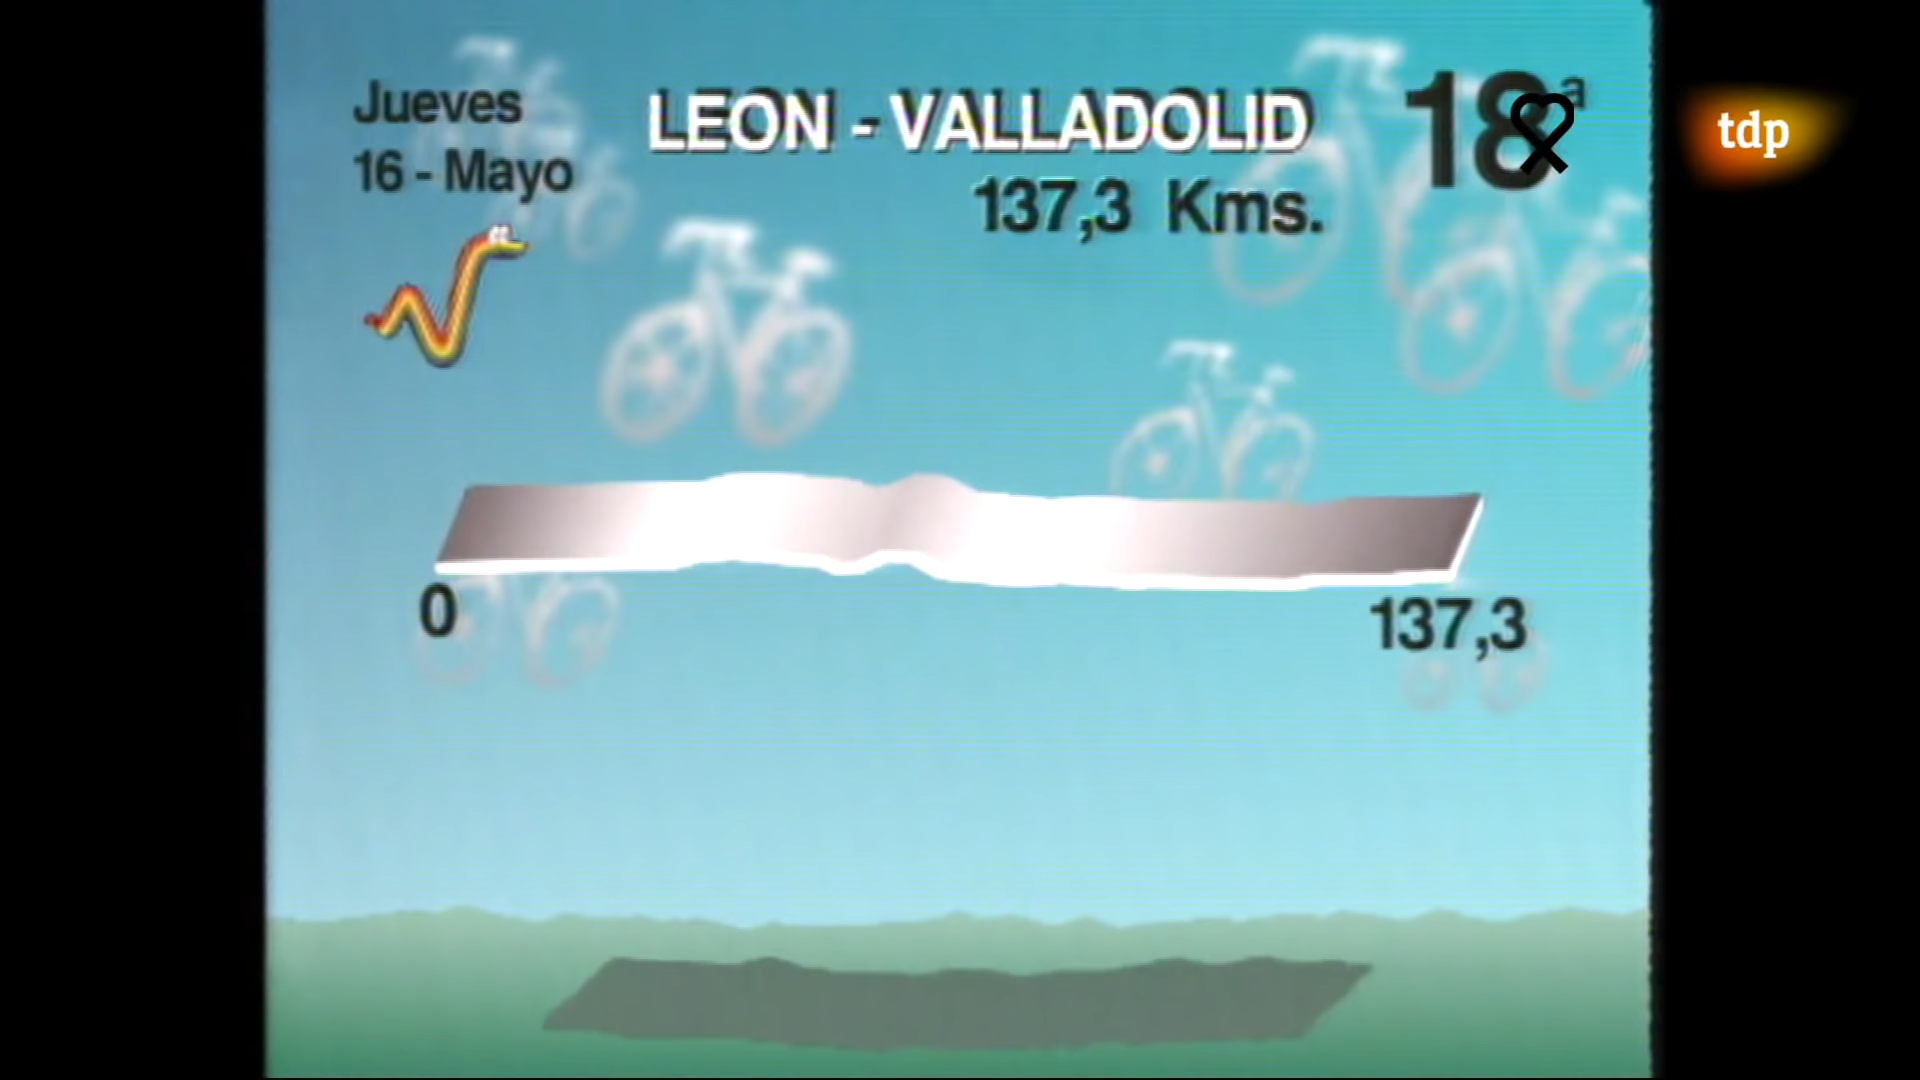 Jueves
16 - Mayo
LEON - VALLADOLID
137,3 Kms.
18ª
tdp
0
137,3